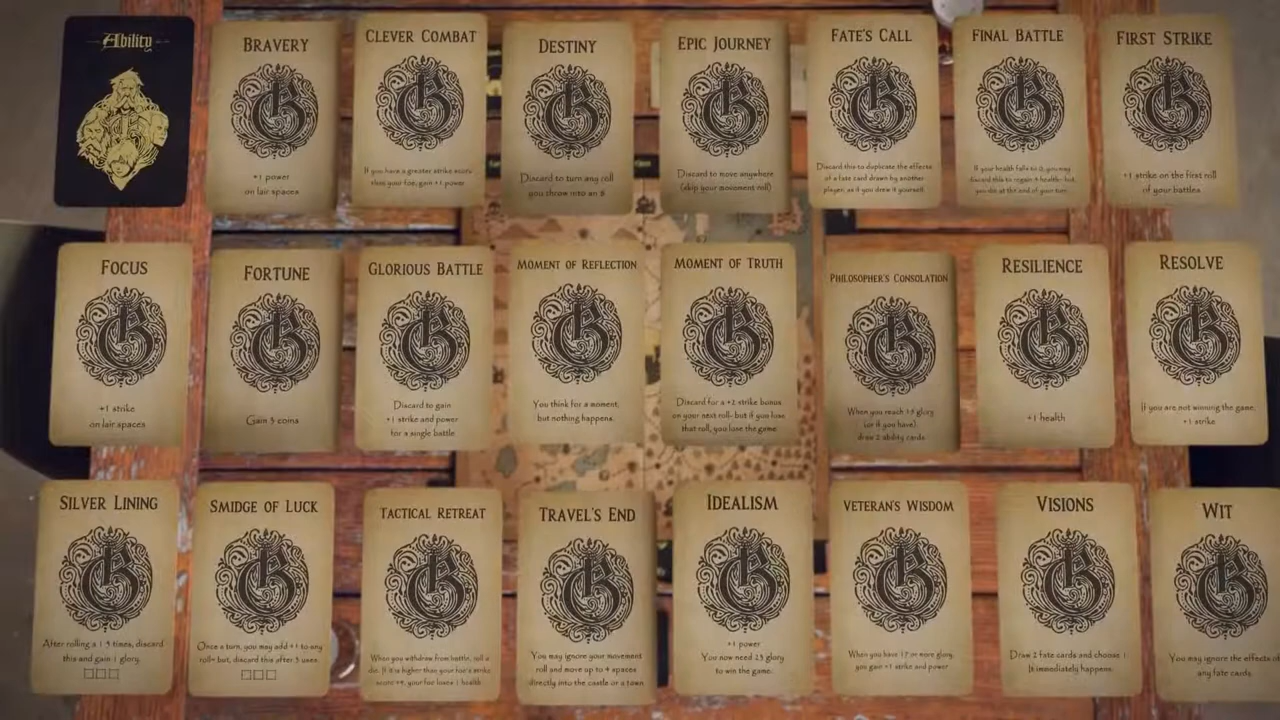 Ability
BRAVERY
+1 power
on lair spaces
CLEVER COMBAT
If you have a greater strike score
than your foe, gain +1 power
DESTINY
Discard to turn any roll
you throw into an 8
EPIC JOURNEY
Discard to move anywhere
(skip your movement roll)
FATE'S CALL
Discard this to duplicate the effects
of a fate card drawn by another
player, as if you drew it yourself.
FINAL BATTLE
If your health falls to 0, you may
discard this to regain 4 health- but
you die at the end of your turn
FIRST STRIKE
+1 strike on the first roll
of your battles.
FOCUS
+1 strike
on lair spaces
FORTUNE
Gain 3 coins
GLORIOUS BATTLE
Discard to gain
+1 strike and power
for a single battle.
MOMENT OF REFLECTION
You think for a moment,
but nothing happens.
MOMENT OF TRUTH
Discard for a +2 strike bonus
on your next roll- but if you lose
that roll, you lose the game
PHILOSOPHER'S CONSOLATION
When you reach 15 glory
(or if you have)
draw 2 ability cards
RESILIENCE
+1 health
RESOLVE
If you are not winning the game,
+1 strike
SILVER LINING
After rolling a 1 3 times, discard
this and gain 1 glory.
SMIDGE OF LUCK
Once a turn, you may add +1 to any
roll- but, discard this after 3 uses.
TACTICAL RETREAT
When you withdraw from battle, roll a
die. If it is higher than your foe's strike
score +4, your foe loses 1 health
TRAVEL'S END
You may ignore your movement
roll and move up to 4 spaces
directly into the castle or a town
IDEALISM
+1 power
You now need 23 glory
to win the game.
VETERAN'S WISDOM
When you have 17 or more glory,
you gain +1 strike and power
VISIONS
Draw 2 fate cards and choose 1
It immediately happens.
WIT
You may ignore the effects
any fate cards.